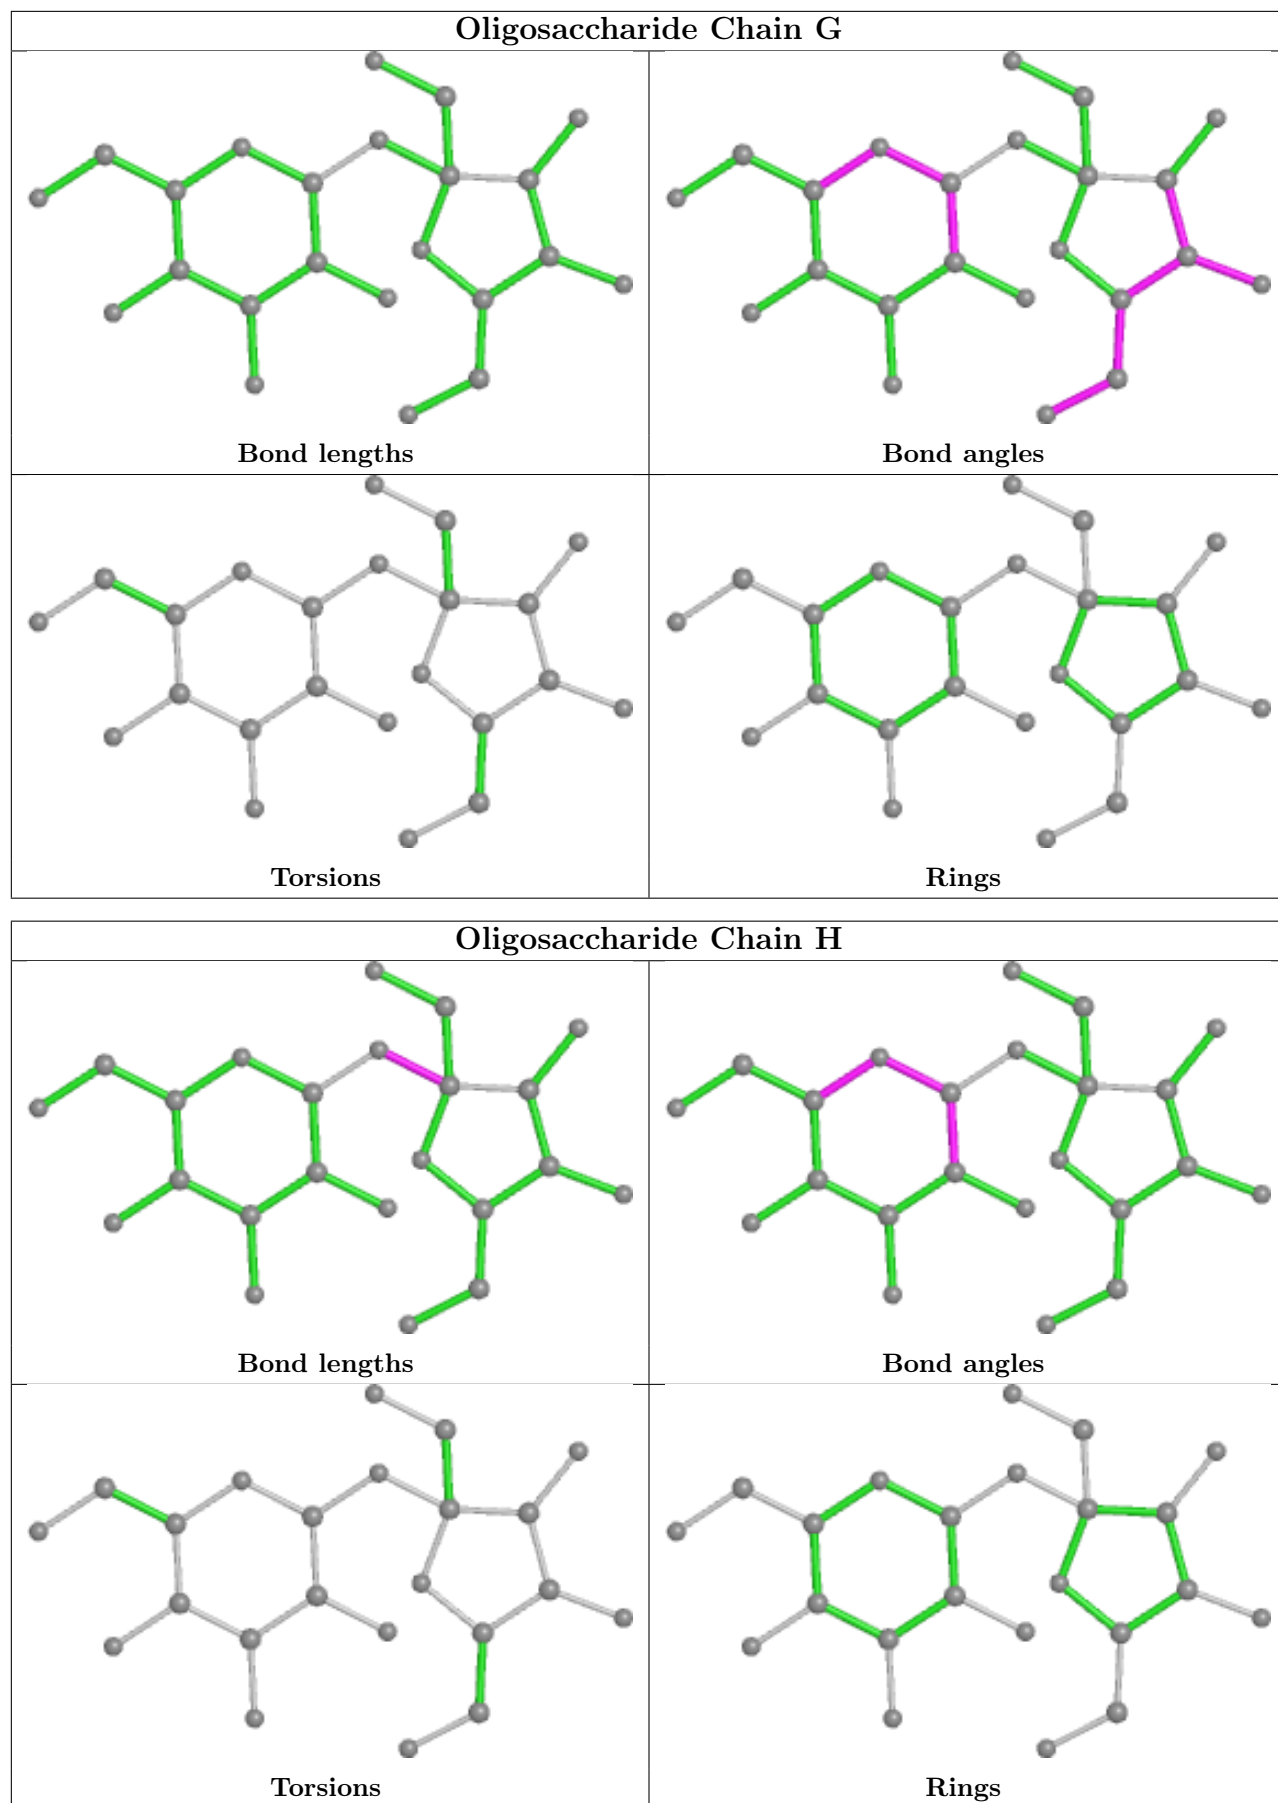 Oligosaccharide Chain G
Bond lengths
Bond angles
Torsions
Rings
Oligosaccharide Chain H
Bond lengths
Bond angles
Torsions
Rings